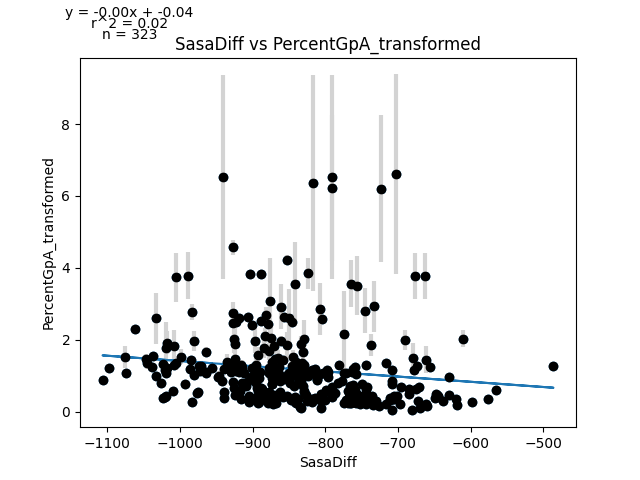 y = -0.00x + -0.04
r^2 = 0.02
n = 323
SasaDiff vs PercentGpA_transformed
PercentGpA_transformed
8
6
4
2
0
−1100 −1000 −900 −800 −700 −600 −500
SasaDiff